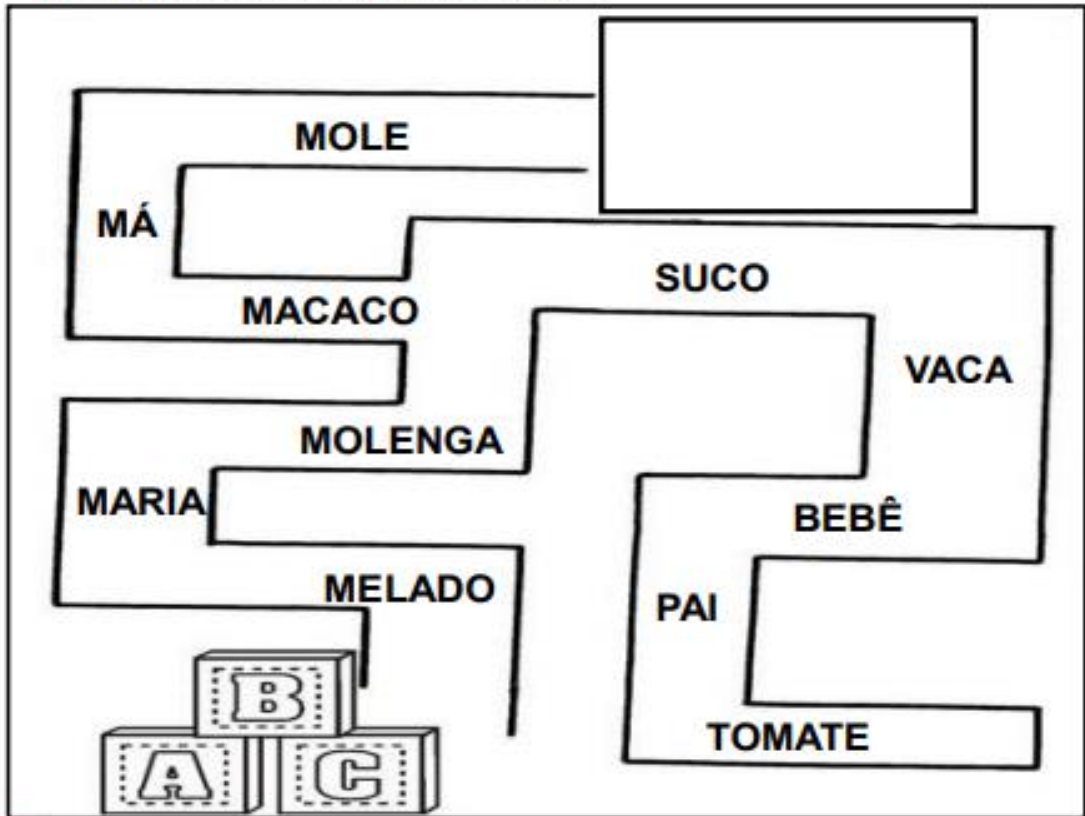 MOLE
MÁ
SUCO
MACACO
VACA
MOLENGA
MARIA
BEBÊ
MELADO
PAI
B
TOMATE
A C